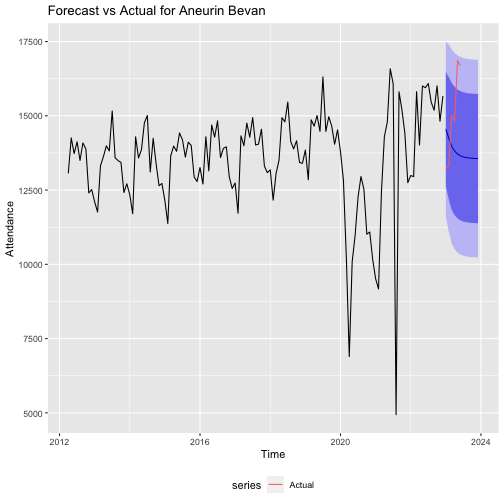 Forecast vs Actual for Aneurin Bevan
Attendance
17500
15000
12500
10000
7500
5000
2012
2016
2020
2024
Time
series
Actual